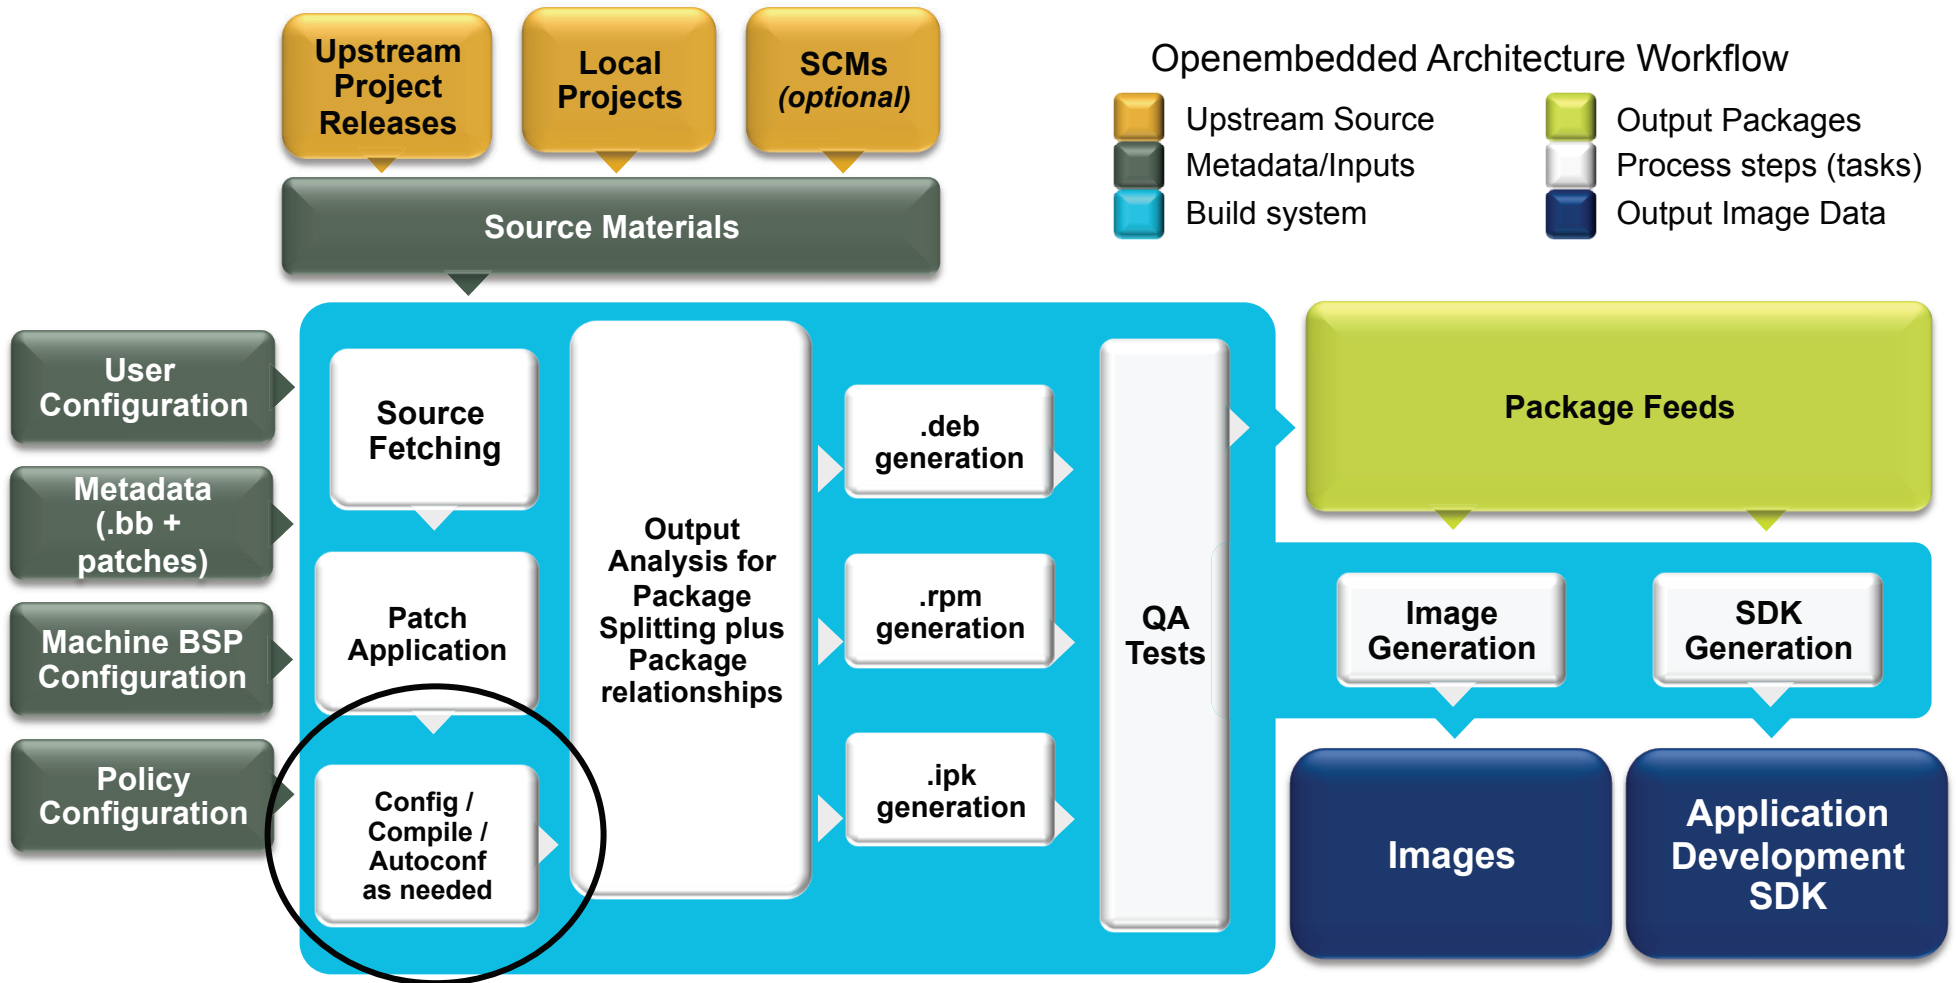 Upstream
Project
Releases
Local
Projects
SCMs
(optional)
Openembedded Architecture Workflow
Upstream Source
Metadata/Inputs
Build system
Output Packages
Process steps (tasks)
Output Image Data
Source Materials
User
Configuration
Metadata
(.bb +
patches)
Machine BSP
Configuration
Policy
Configuration
Source
Fetching
Patch
Application
Config /
Compile /
Autoconf
as needed
Output
Analysis for
Package
Splitting plus
Package
relationships
.deb
generation
.rpm
generation
.ipk
generation
QA
Tests
Package Feeds
Image
Generation
SDK
Generation
Images
Application
Development
SDK